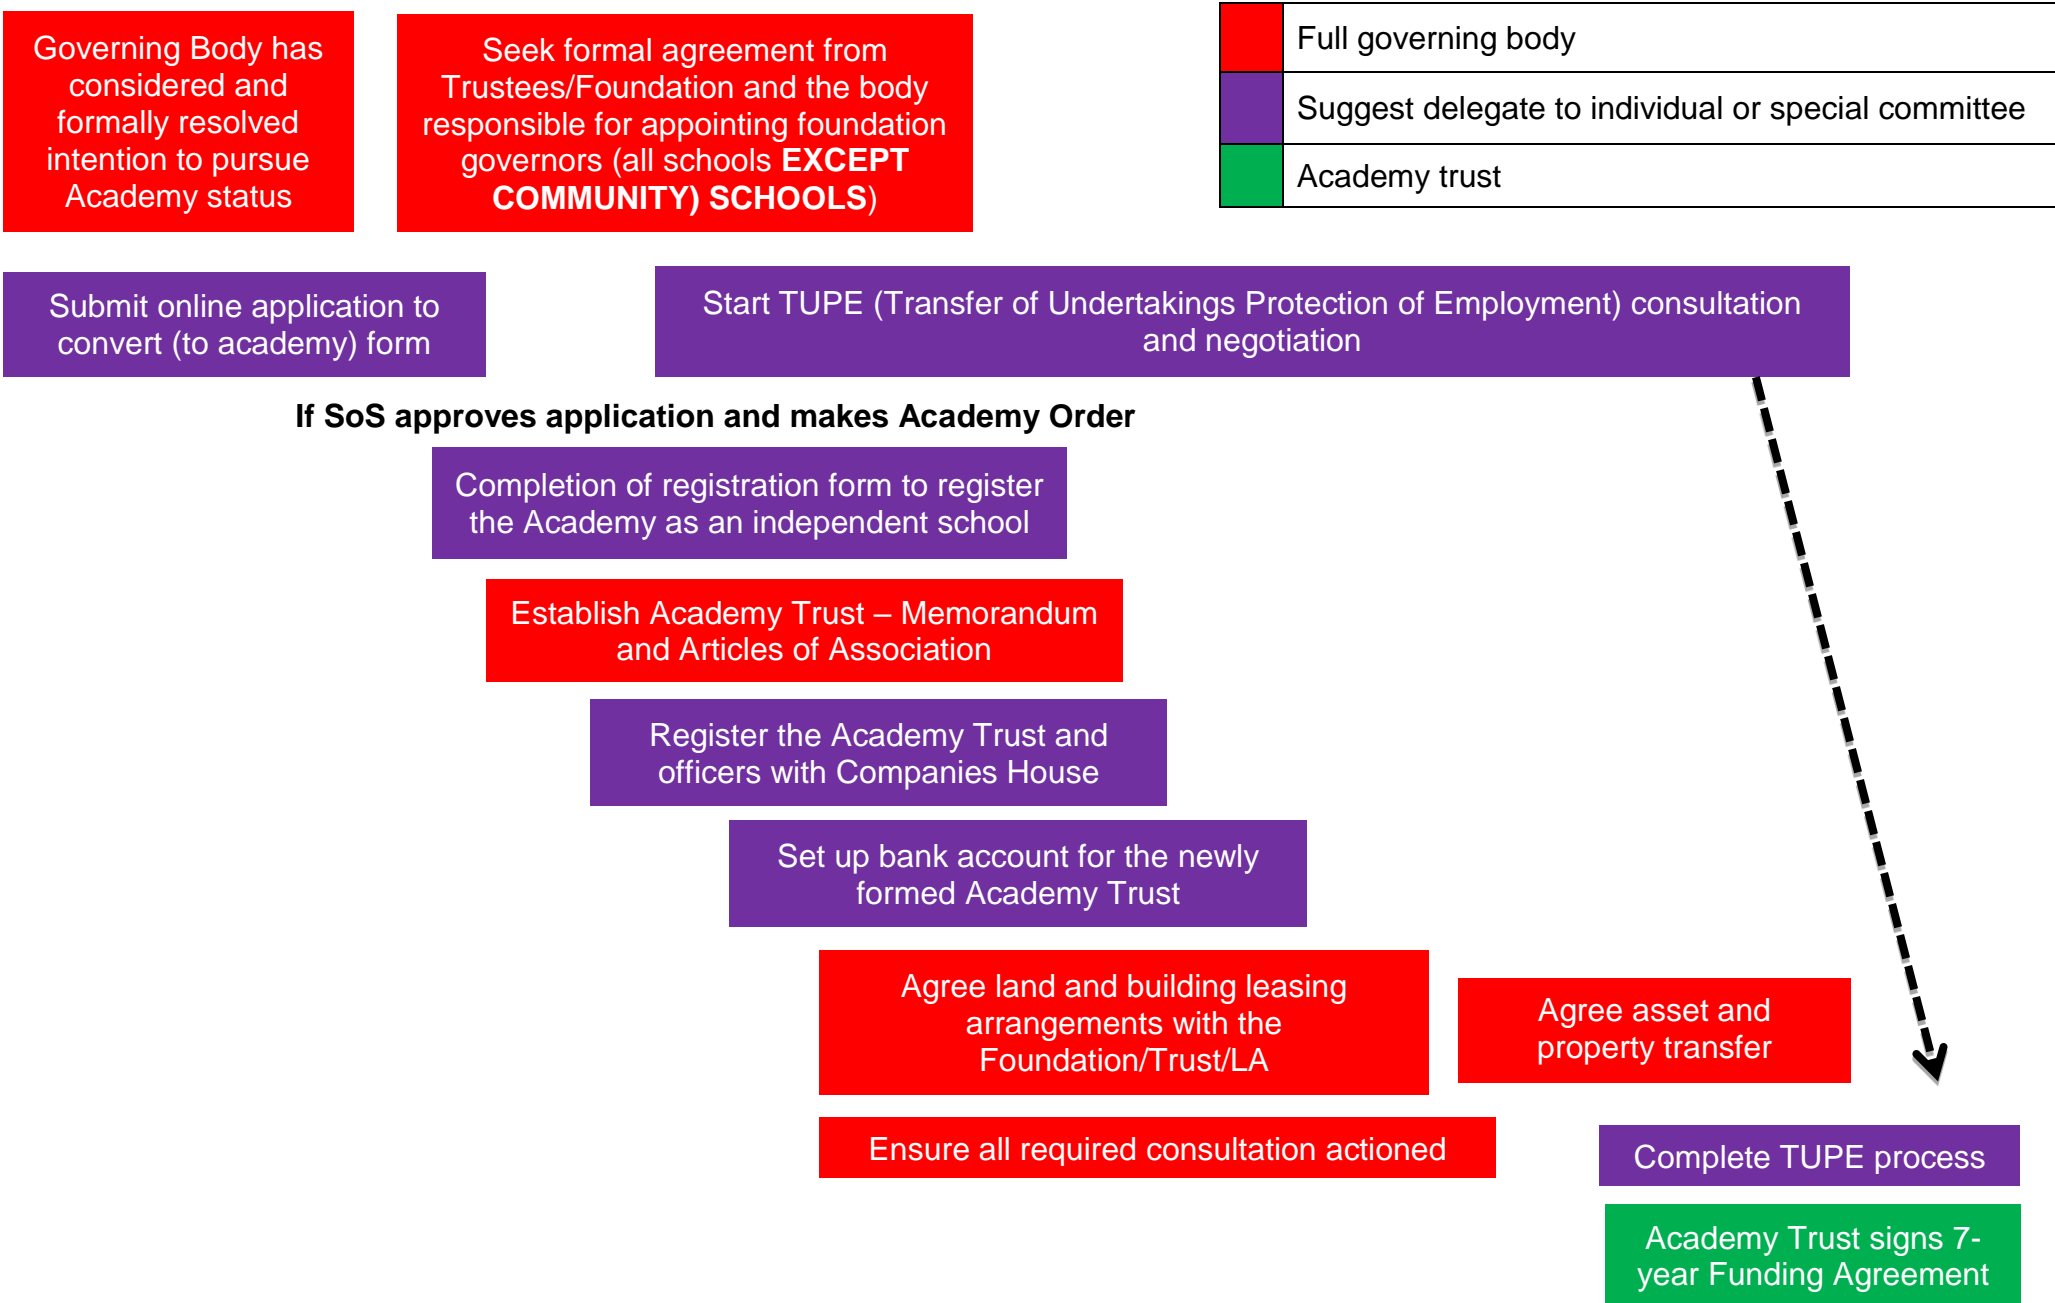 Governing Body has
considered and
formally resolved
intention to pursue
Academy status
Seek formal agreement from
Trustees/Foundation and the body
responsible for appointing foundation
governors (all schools EXCEPT
COMMUNITY) SCHOOLS)
Full governing body
Suggest delegate to individual or special committee
Academy trust
Submit online application to
convert (to academy) form
Start TUPE (Transfer of Undertakings Protection of Employment) consultation
and negotiation
If SoS approves application and makes Academy Order
Completion of registration form to register
the Academy as an independent school
Establish Academy Trust – Memorandum
and Articles of Association
Register the Academy Trust and
officers with Companies House
Set up bank account for the newly
formed Academy Trust
Agree land and building leasing
arrangements with the
Foundation/Trust/LA
Agree asset and
property transfer
Ensure all required consultation actioned
Complete TUPE process
Academy Trust signs 7-
year Funding Agreement